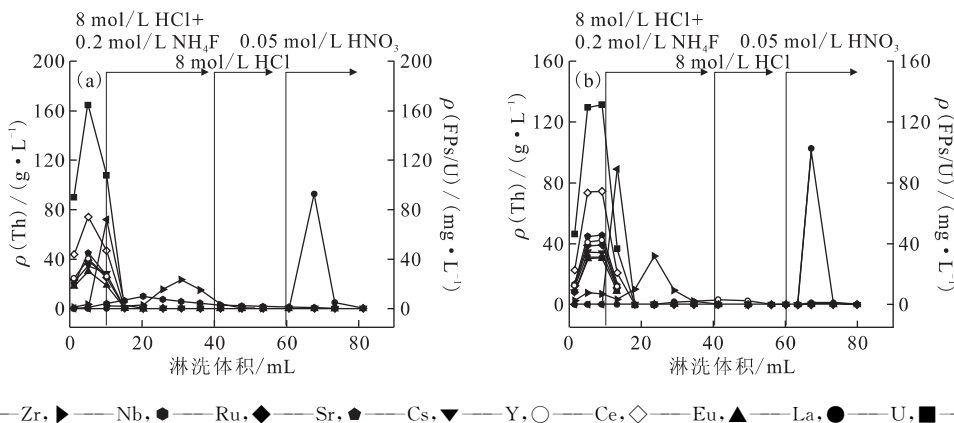 8 mol/L HCl+
0.2 mol/L NH₄F 0.05 mol/L HNO₃
8 mol/L HCl
(a)
200
160
120
80
40
0
200
160
120
80
40
0
0 20 40 60 80
ρ(Th)/(g•L⁻¹)
ρ(FPs/U)/(mg•L⁻¹)
淋洗体积/mL
8 mol/L HCl+
0.2 mol/L NH₄F 0.05 mol/L HNO₃
8 mol/L HCl
(b)
160
120
80
40
0
160
120
80
40
0
0 20 40 60 80
ρ(Th)/(g•L⁻¹)
ρ(FPs/U)/(mg•L⁻¹)
淋洗体积/mL
Zr, Nb, Ru, Sr, Cs, Y, Ce, Eu, La, U,